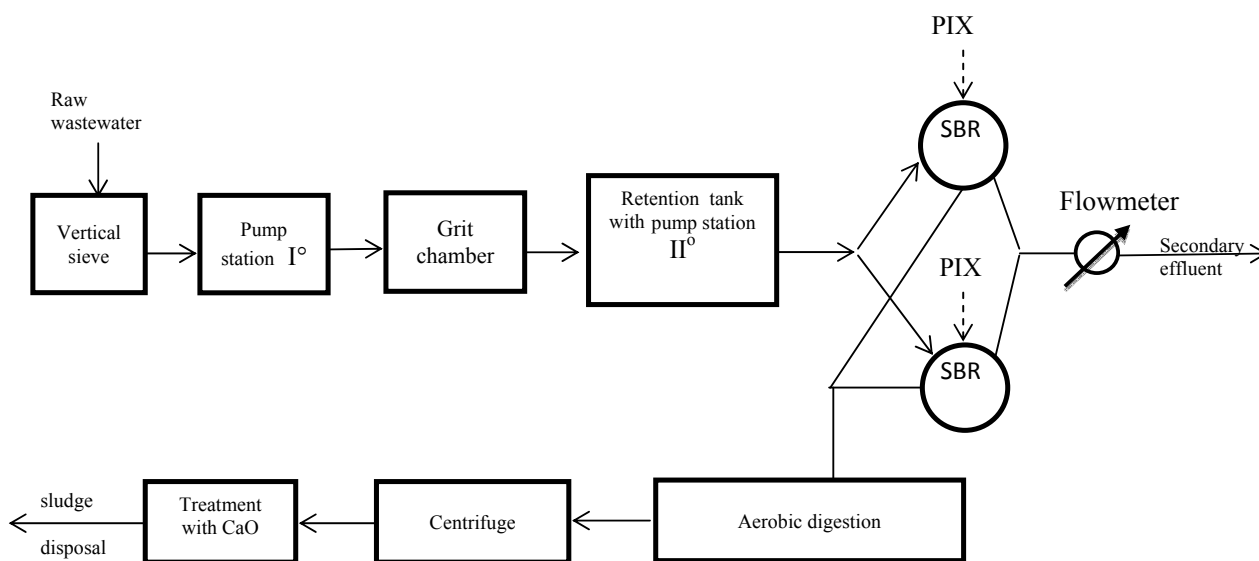 PIX
Raw
wastewater
SBR
Vertical
sieve
Pump
station I°
Grit
chamber
Retention tank
with pump station
II°
Flowmeter
Secondary
effluent
PIX
SBR
sludge
disposal
Treatment
with CaO
Centrifuge
Aerobic digestion